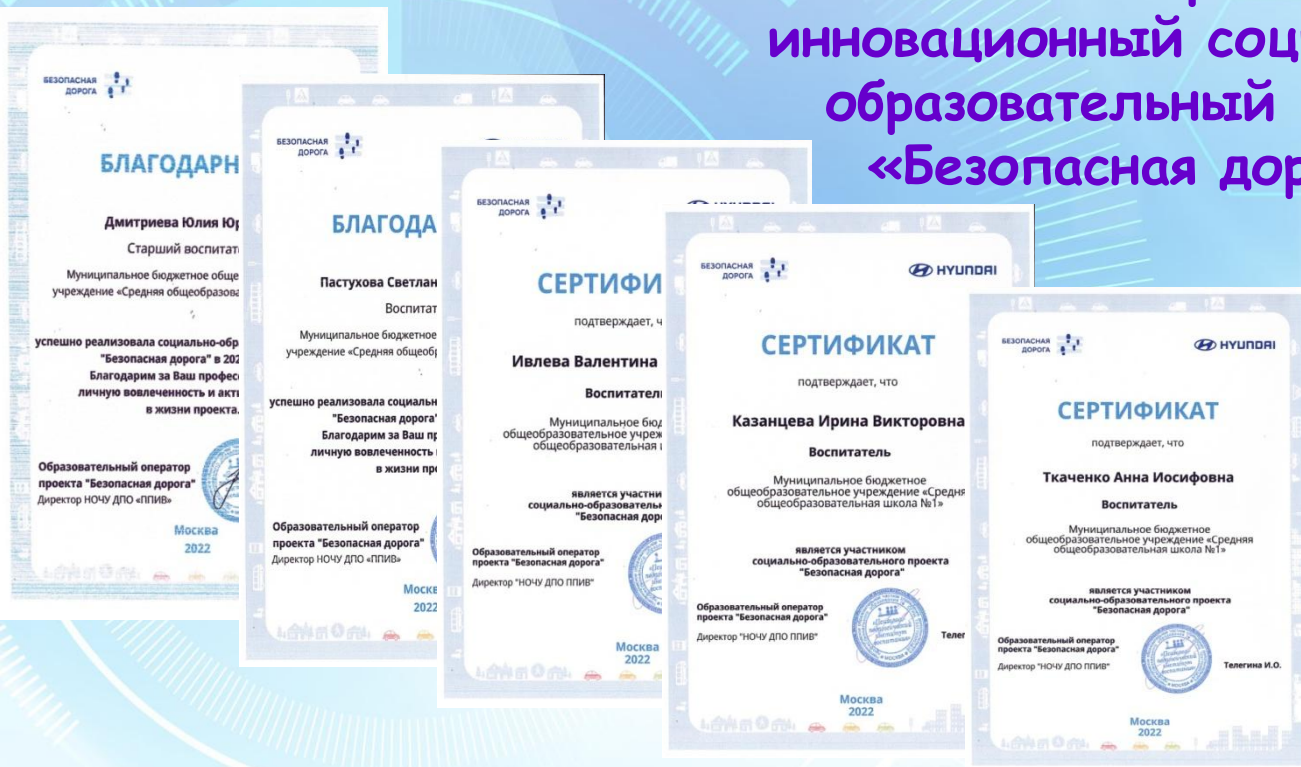 инновационный соц
образовательный
«Безопасная дор
БЕЗОПАСНАЯ
ДОРОГА
БЛАГОДАРН
Дмитриева Юлия Юр
Старший воспитат
Муниципальное бюджетное обще
учреждение «Средняя общеобразова
успешно реализовала социально-обр
"Безопасная дорога" в 202
Благодарим за Ваш професс
личную вовлеченность и акти
в жизни проекта.
Образовательный оператор
проекта "Безопасная дорога"
Директор НОЧУ ДПО «ППИВ»
Москва
2022
БЕЗОПАСНАЯ
ДОРОГА
БЛАГОДА
Пастухова Светлан
Воспитат
Муниципальное бюджетное
учреждение «Средняя общеобр
успешно реализовала социальн
"Безопасная дорога"
Благодарим за Ваш пр
личную вовлеченность
в жизни про
Образовательный оператор
проекта "Безопасная дорога"
Директор НОЧУ ДПО «ППИВ»
Москв
2022
БЕЗОПАСНАЯ
ДОРОГА
СЕРТИФИ
подтверждает, ч
Ивлева Валентина
Воспитател
Муниципальное бюд
общеобразовательное учреж
общеобразовательная
является участни
социально-образовательн
"Безопасная доро
Образовательный оператор
проекта "Безопасная дорога"
Директор "НОЧУ ДПО ППИВ"
Москва
2022
БЕЗОПАСНАЯ
ДОРОГА
HYUNDAI
СЕРТИФИКАТ
подтверждает, что
Казанцева Ирина Викторовна
Воспитатель
Муниципальное бюджетное
общеобразовательное учреждение «Средня
общеобразовательная школа №1»
является участником
социально-образовательного проекта
"Безопасная дорога"
Образовательный оператор
проекта "Безопасная дорога"
Директор "НОЧУ ДПО ППИВ"
Телег
Москва
2022
БЕЗОПАСНАЯ
ДОРОГА
HYUNDAI
СЕРТИФИКАТ
подтверждает, что
Ткаченко Анна Иосифовна
Воспитатель
Муниципальное бюджетное
общеобразовательное учреждение «Средняя
общеобразовательная школа №1»
является участником
социально-образовательного проекта
"Безопасная дорога"
Образовательный оператор
проекта "Безопасная дорога"
Директор "НОЧУ ДПО ППИВ"
Телегина И.О.
Москва
2022